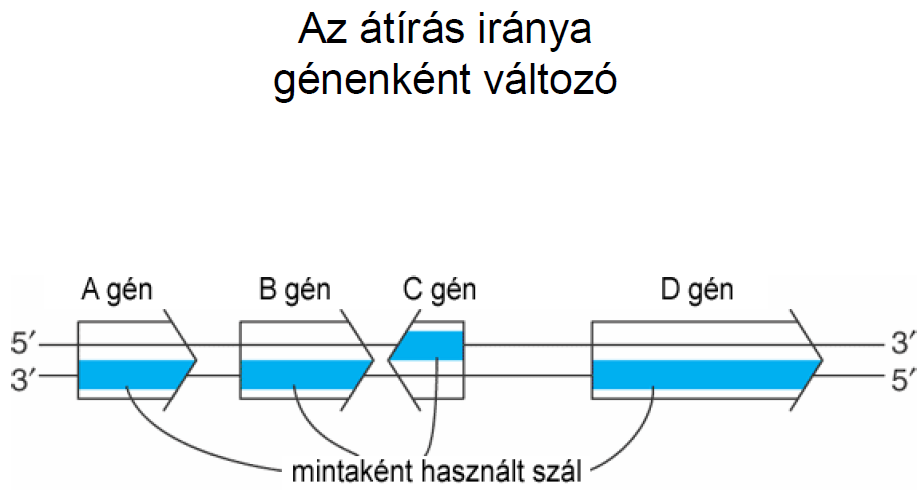 Az átírás iránya
génenként változó
A gén B gén C gén D gén
5′ 3′
3′ 5′
mintaként használt szál